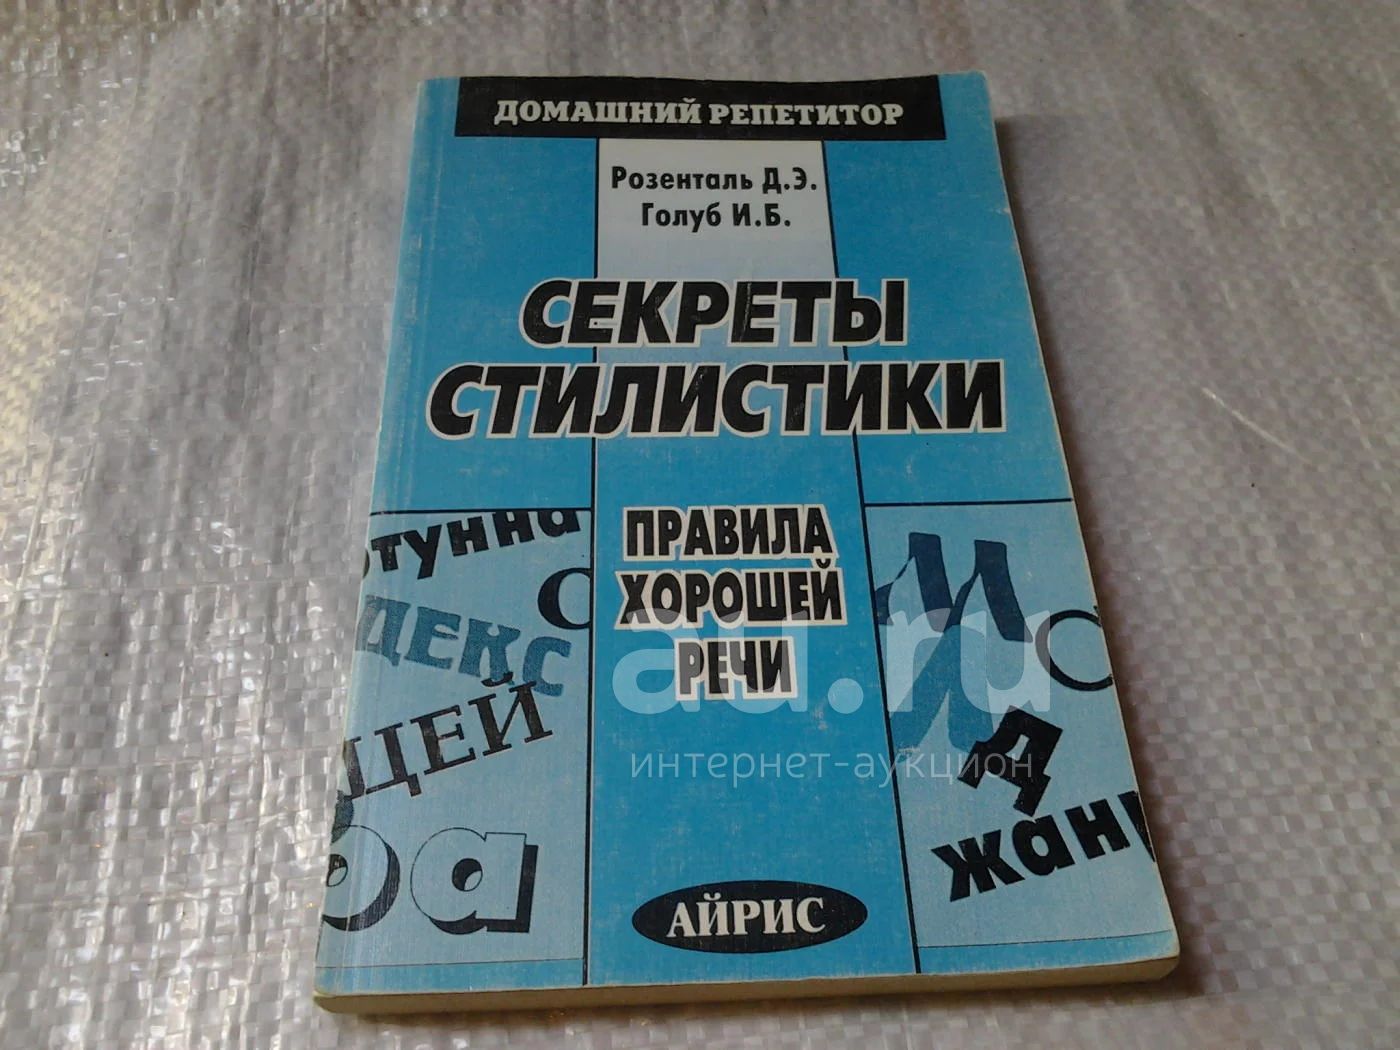 ДОМАШНИЙ РЕПЕТИТОР
Розенталь Д.Э.
Голуб И.Б.
СЕКРЕТЫ
СТИЛИСТИКИ
ПРАВИЛА
ХОРОШЕЙ
РЕЧИ
au.ru
интернет-аукцион
АЙРИС